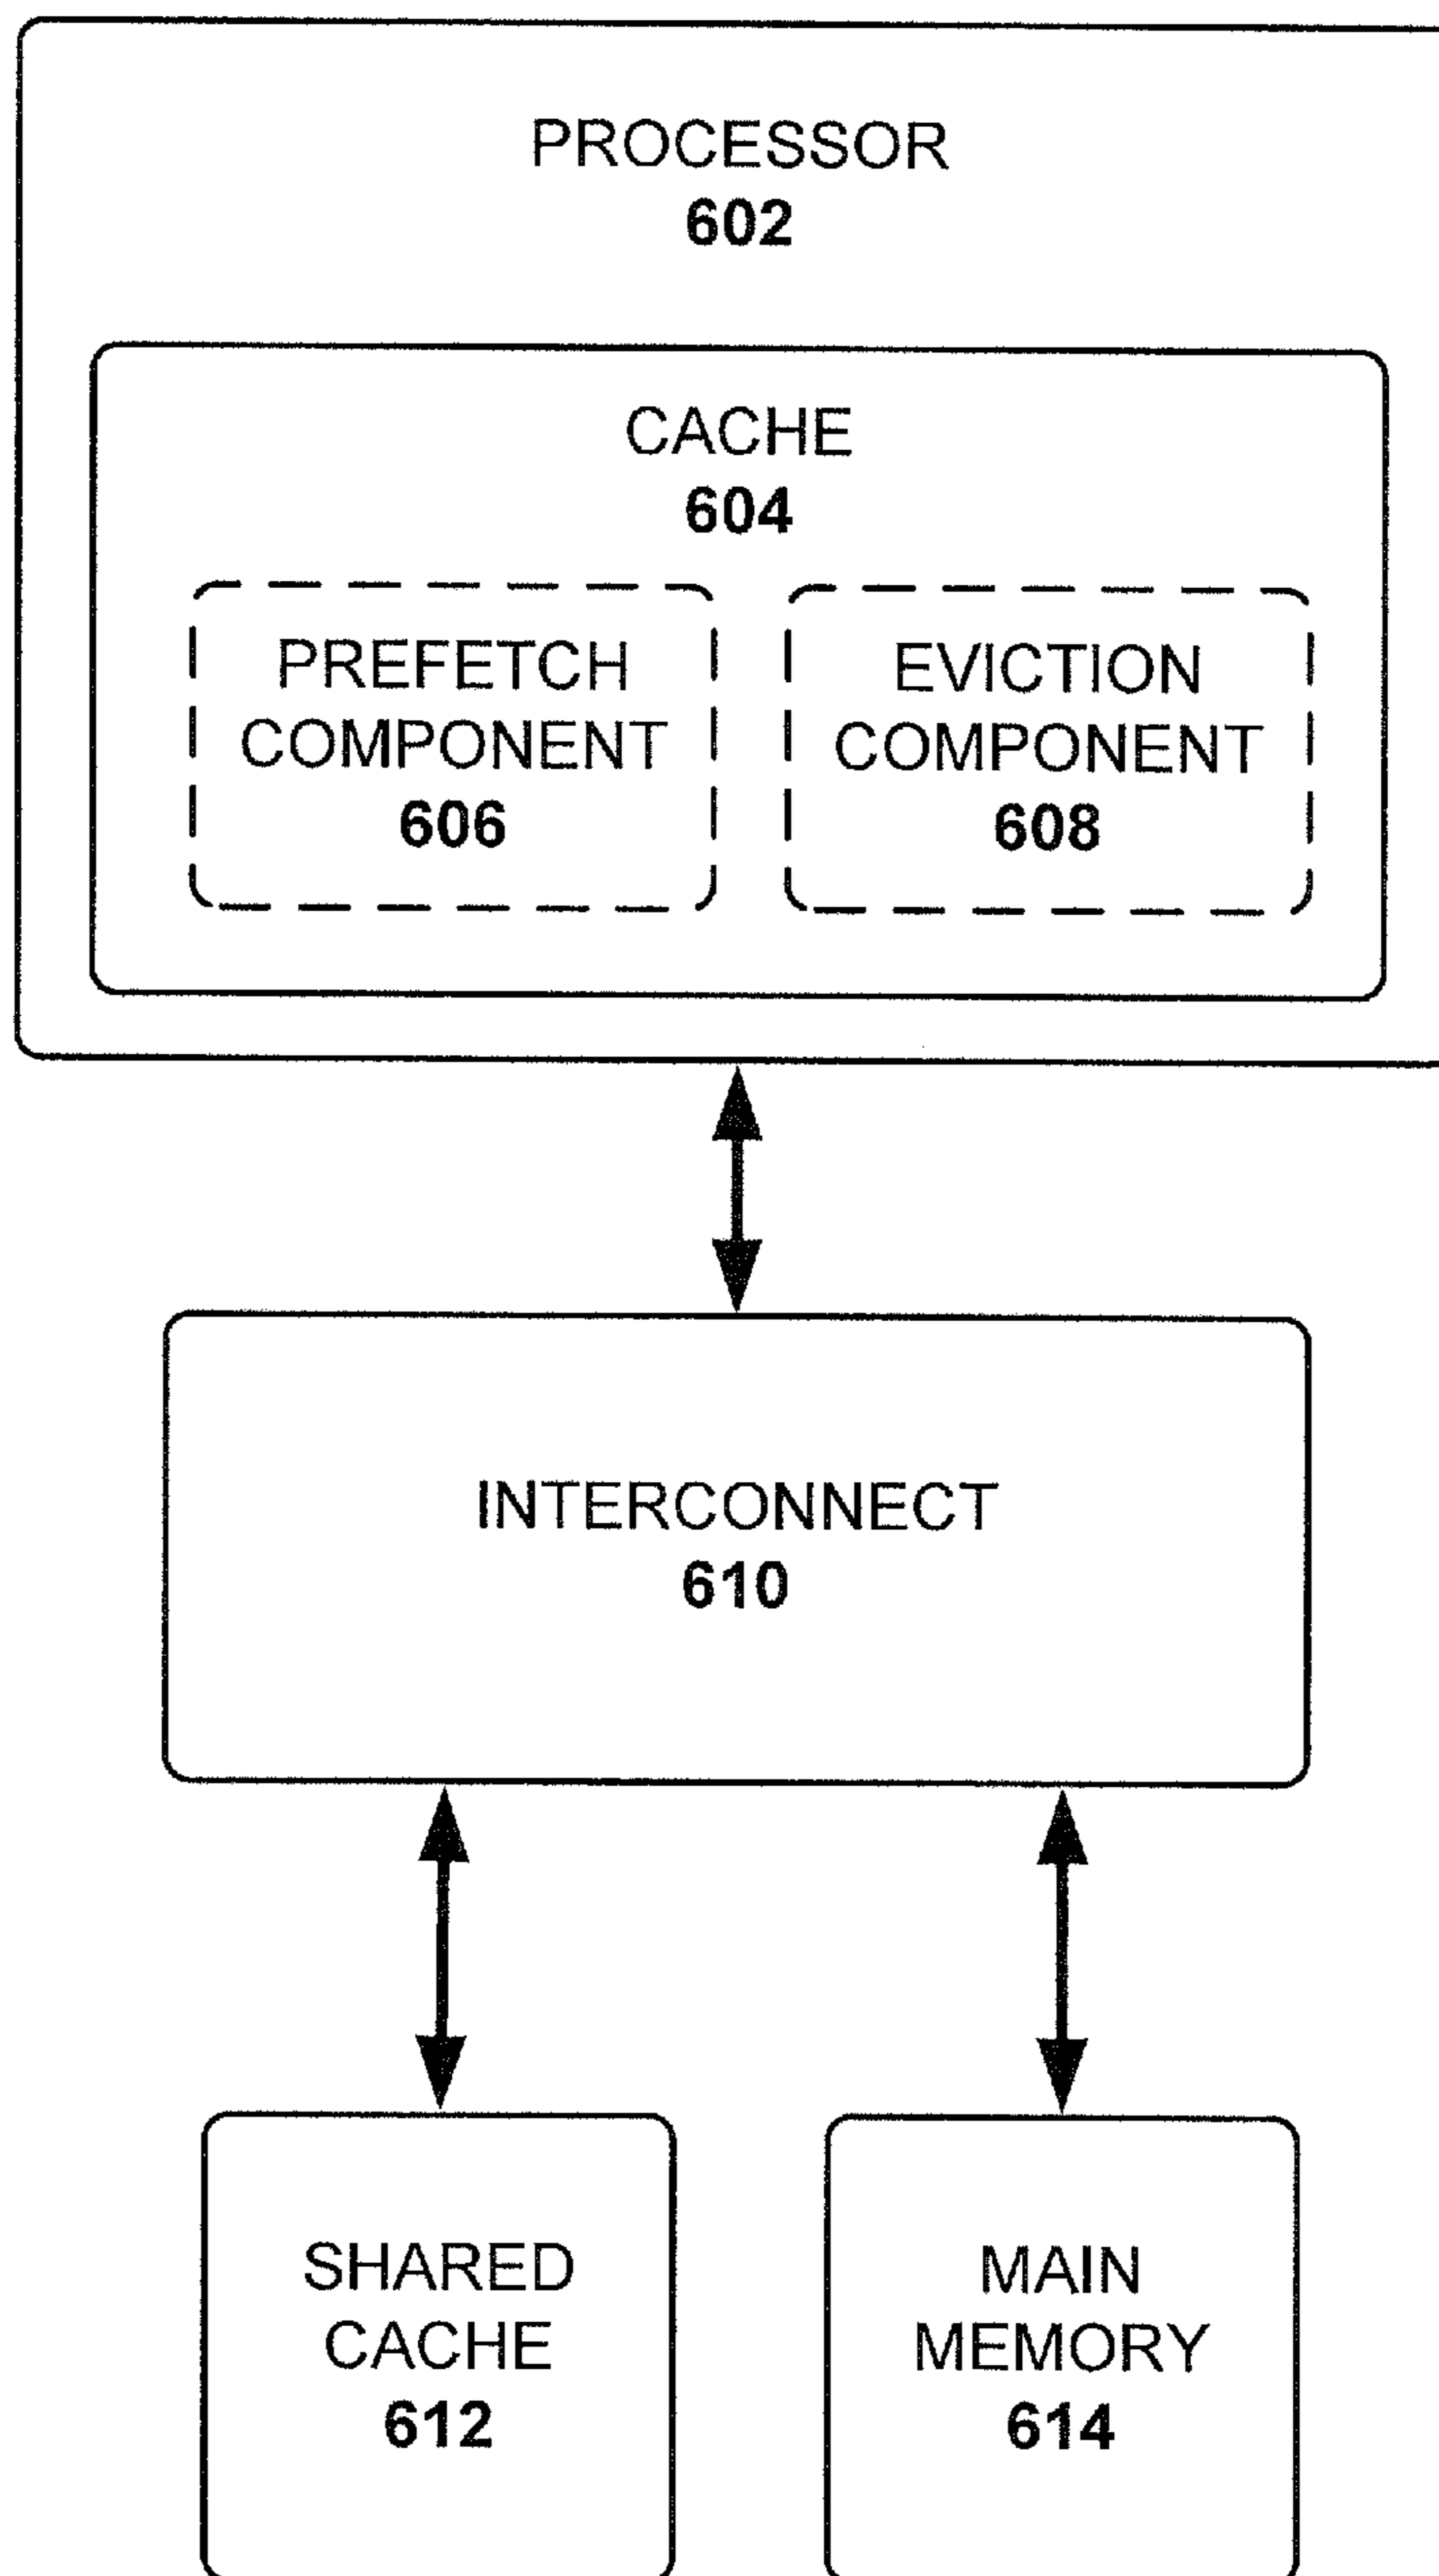 PROCESSOR
602
CACHE
604
PREFETCH
COMPONENT
606
EVICTION
COMPONENT
608
INTERCONNECT
610
SHARED
CACHE
612
MAIN
MEMORY
614